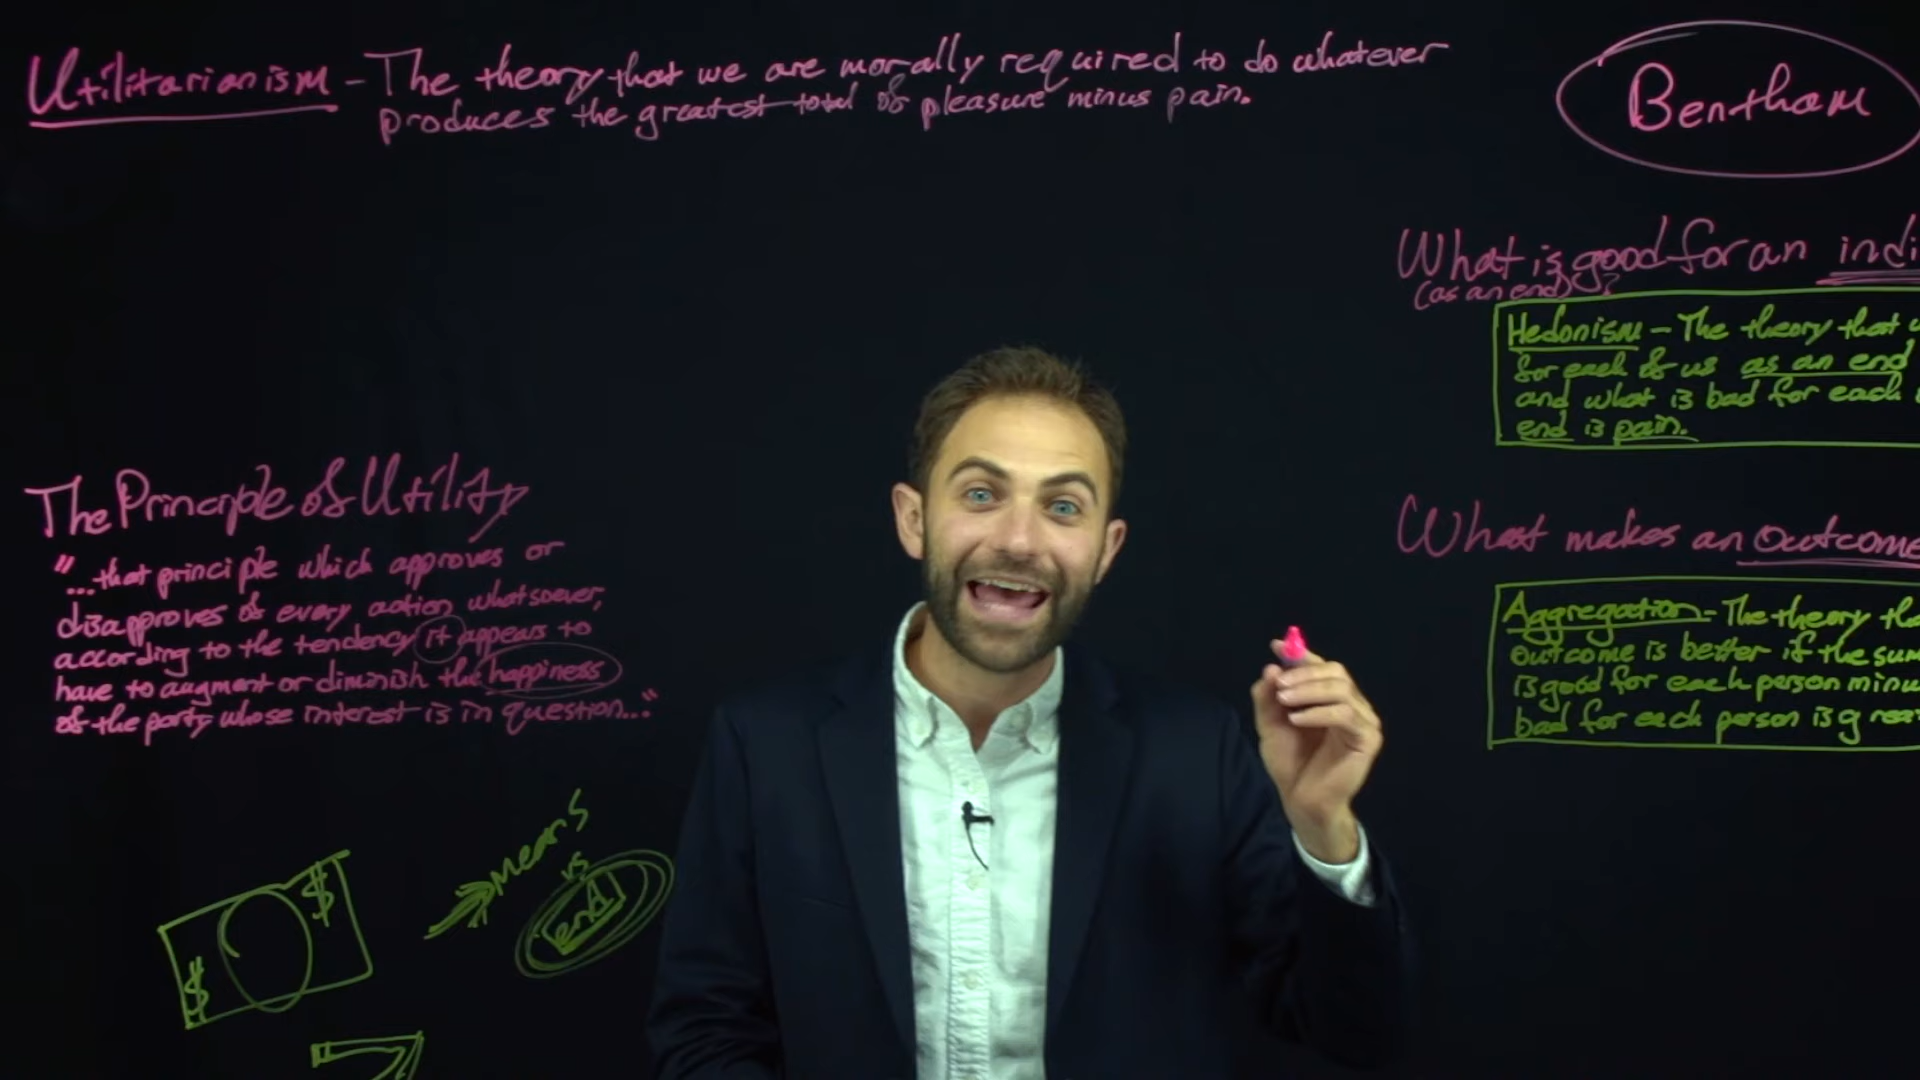 Utilitarianism - The theory that we are morally required to do whatever
produces the greatest total of pleasure minus pain.
Bentham
What is good for an indi
(as an end) ?
Hedonism - The theory that
for each of us as an end
and what is bad for each
end is pain.
The Principle of Utility
"...that principle which approves or
disapproves of every action whatsoever,
according to the tendency it appears to
have to augment or diminish the happiness
of the party whose interest is in question..."
What makes an outcome
Aggregation - The theory tha
outcome is better if the sum
is good for each person minu
bad for each person is grea
means
vs
end
$
$